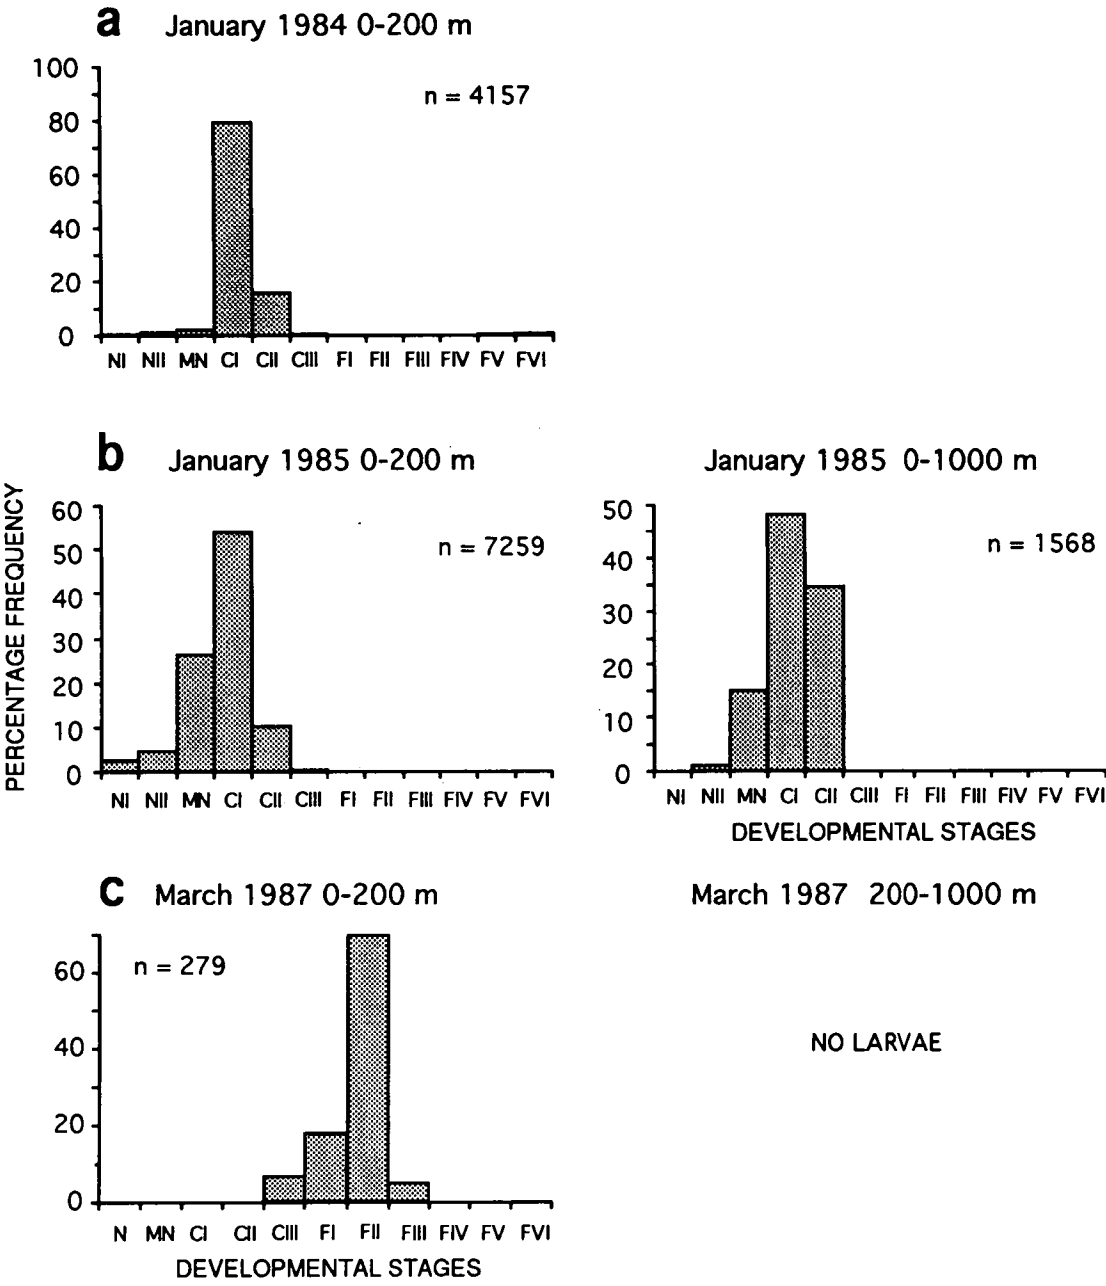 a January 1984 0-200 m
n = 4157
100
80
60
40
20
0
NI NII MN CI CII CIII FI FII FIII FIV FV FVI
PERCENTAGE FREQUENCY
b January 1985 0-200 m
n = 7259
60
50
40
30
20
10
0
NI NII MN CI CII CIII FI FII FIII FIV FV FVI
January 1985 0-1000 m
n = 1568
50
40
30
20
10
0
NI NII MN CI CII CIII FI FII FIII FIV FV FVI
DEVELOPMENTAL STAGES
c March 1987 0-200 m
n = 279
60
40
20
0
N MN CI CII CIII FI FII FIII FIV FV FVI
DEVELOPMENTAL STAGES
March 1987 200-1000 m
NO LARVAE